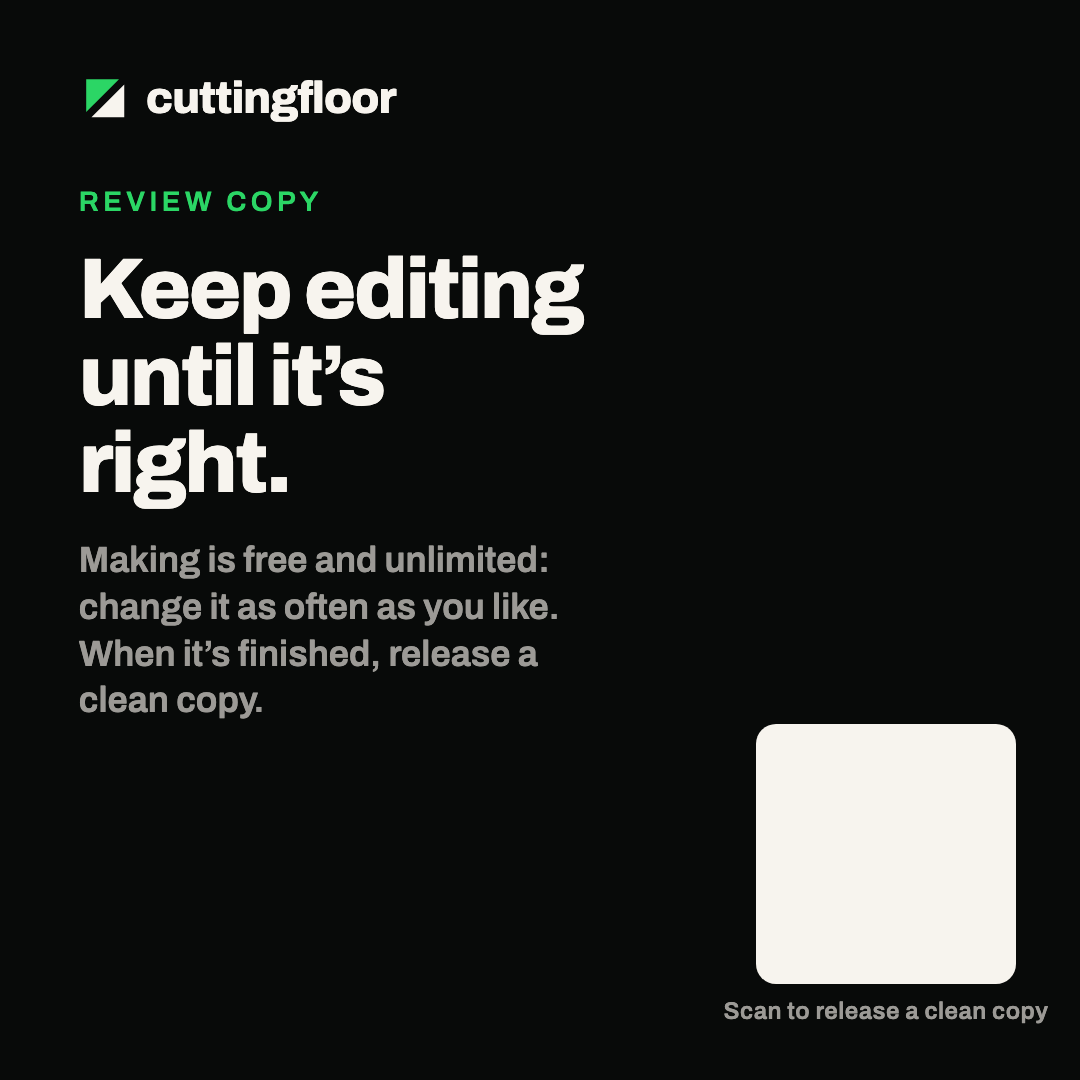 cuttingfloor
REVIEW COPY
Keep editing
until it’s
right.
Making is free and unlimited:
change it as often as you like.
When it’s finished, release a
clean copy.
Scan to release a clean copy